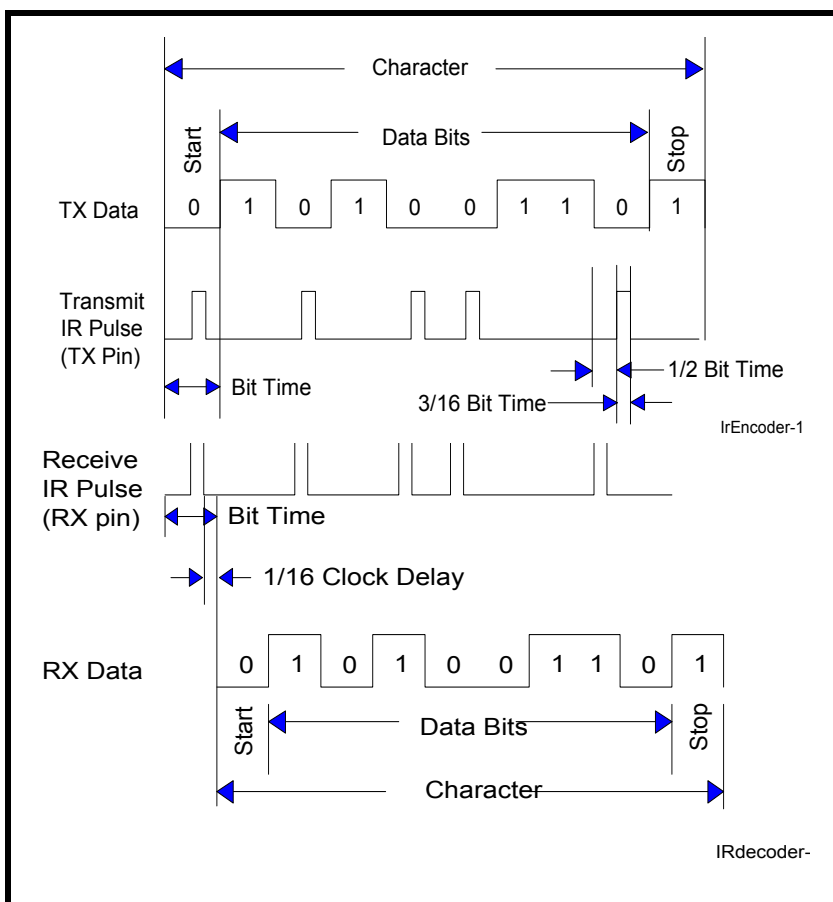 Character
Start
Data Bits
Stop
TX Data
0 1 0 1 0 0 1 1 0 1
Transmit
IR Pulse
(TX Pin)
Bit Time
1/2 Bit Time
3/16 Bit Time
IrEncoder-1
Receive
IR Pulse
(RX pin)
Bit Time
1/16 Clock Delay
RX Data
0 1 0 1 0 0 1 1 0 1
Start
Data Bits
Stop
Character
IRdecoder-